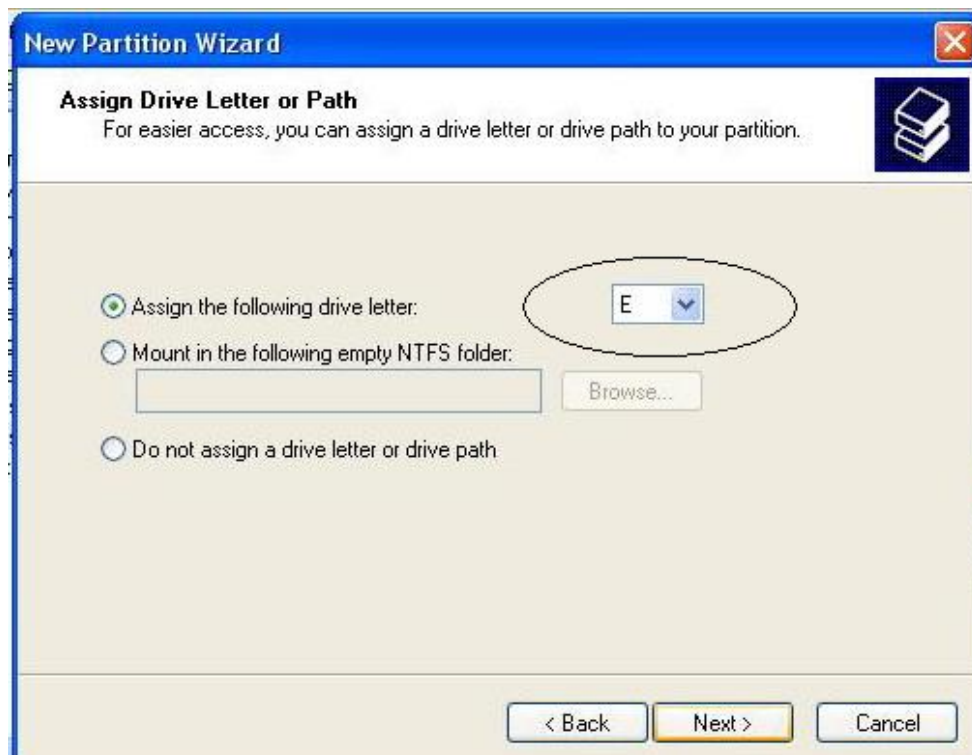 New Partition Wizard
Assign Drive Letter or Path
For easier access, you can assign a drive letter or drive path to your partition.
Assign the following drive letter:
E
Mount in the following empty NTFS folder:
Browse...
Do not assign a drive letter or drive path
< Back
Next >
Cancel